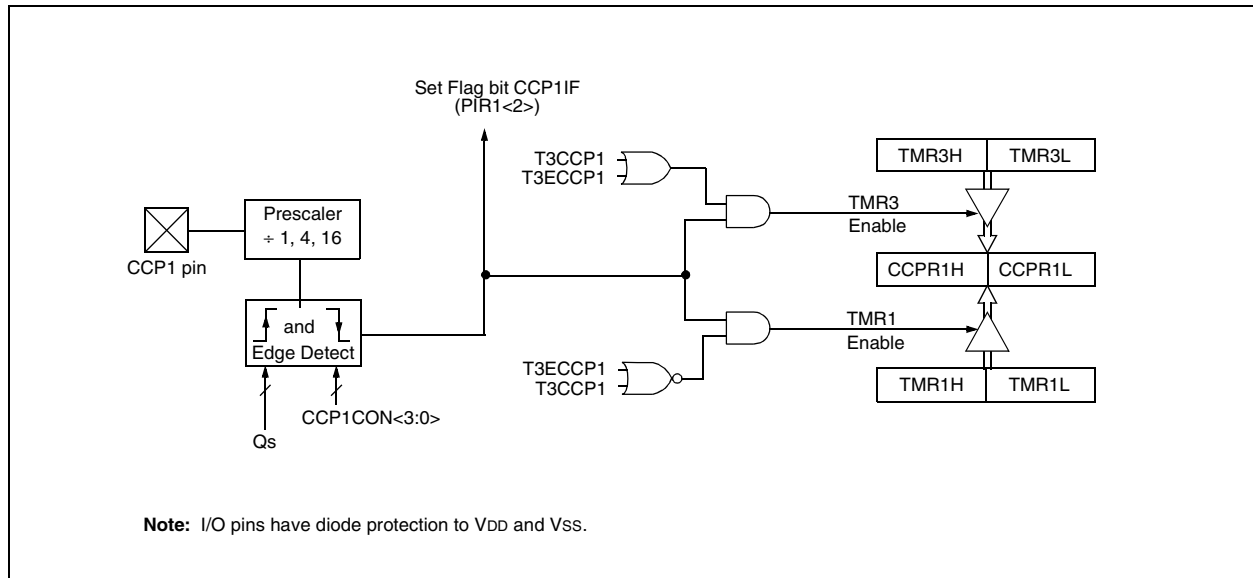 Set Flag bit CCP1IF
(PIR1<2>)
T3CCP1
T3ECCP1
TMR3H TMR3L
Prescaler
÷ 1, 4, 16
TMR3
Enable
CCP1 pin
CCPR1H CCPR1L
and
Edge Detect
TMR1
Enable
T3ECCP1
T3CCP1
TMR1H TMR1L
CCP1CON<3:0>
Qs
Note: I/O pins have diode protection to VDD and VSS.